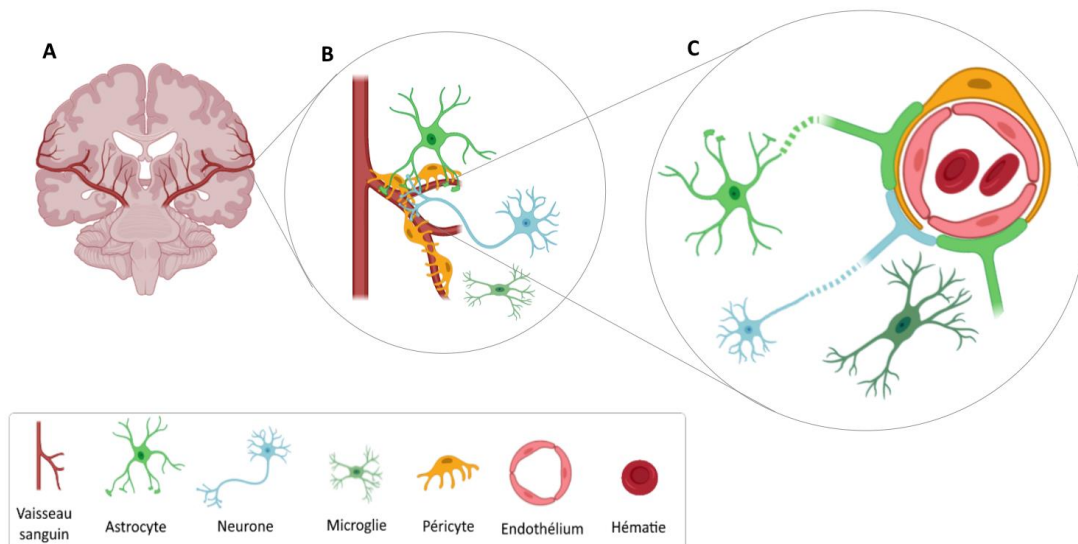 A
B
C
Vaisseau
sanguin
Astrocyte
Neurone
Microglie
Péricyte
Endothélium
Hématie